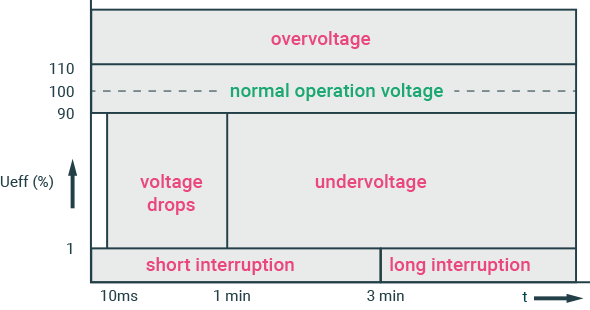 overvoltage
110
100
normal operation voltage
90
Ueff (%)
voltage
drops
undervoltage
1
short interruption
long interruption
10ms
1 min
3 min
t